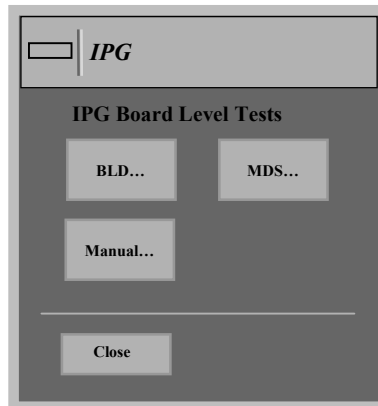 IPG
IPG Board Level Tests
BLD…
MDS…
Manual…
Close